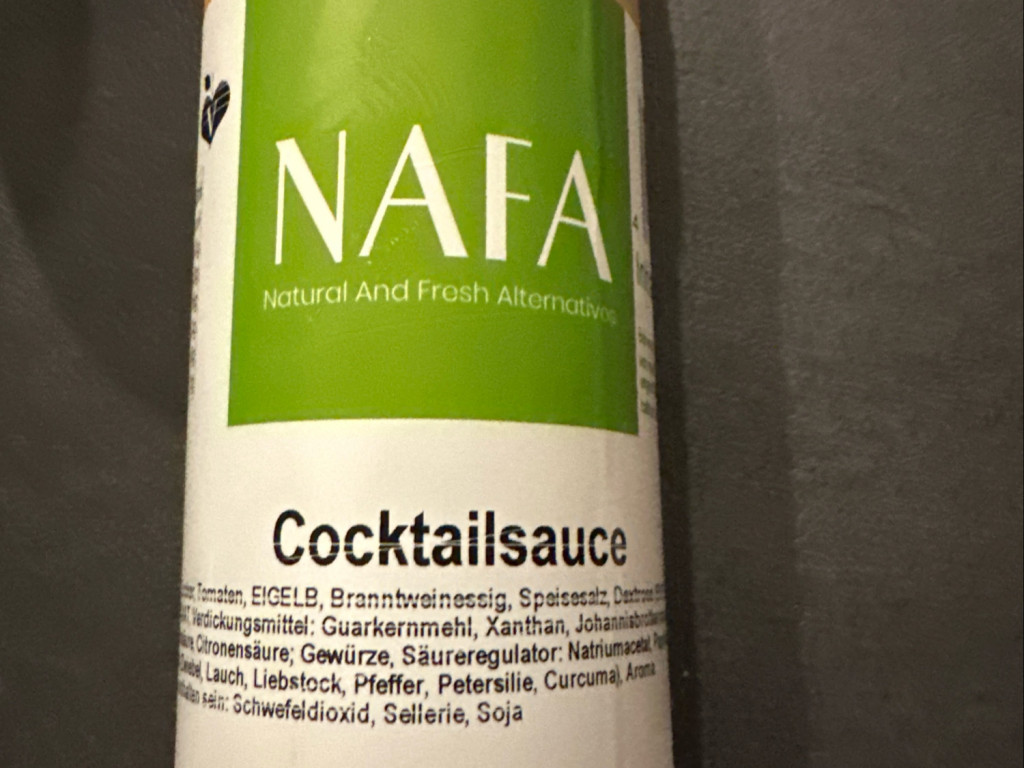 NAFA
Natural And Fresh Alternatives
Cocktailsauce
Tomaten, EIGELB, Branntweinessig, Speisesalz, Dextrose
Verdickungsmittel: Guarkernmehl, Xanthan,
Citronensäure; Gewürze, Säureregulator: Natriumacetat,
Lauch, Liebstock, Pfeffer, Petersilie, Curcuma), Aroma
sein: Schwefeldioxid, Sellerie, Soja